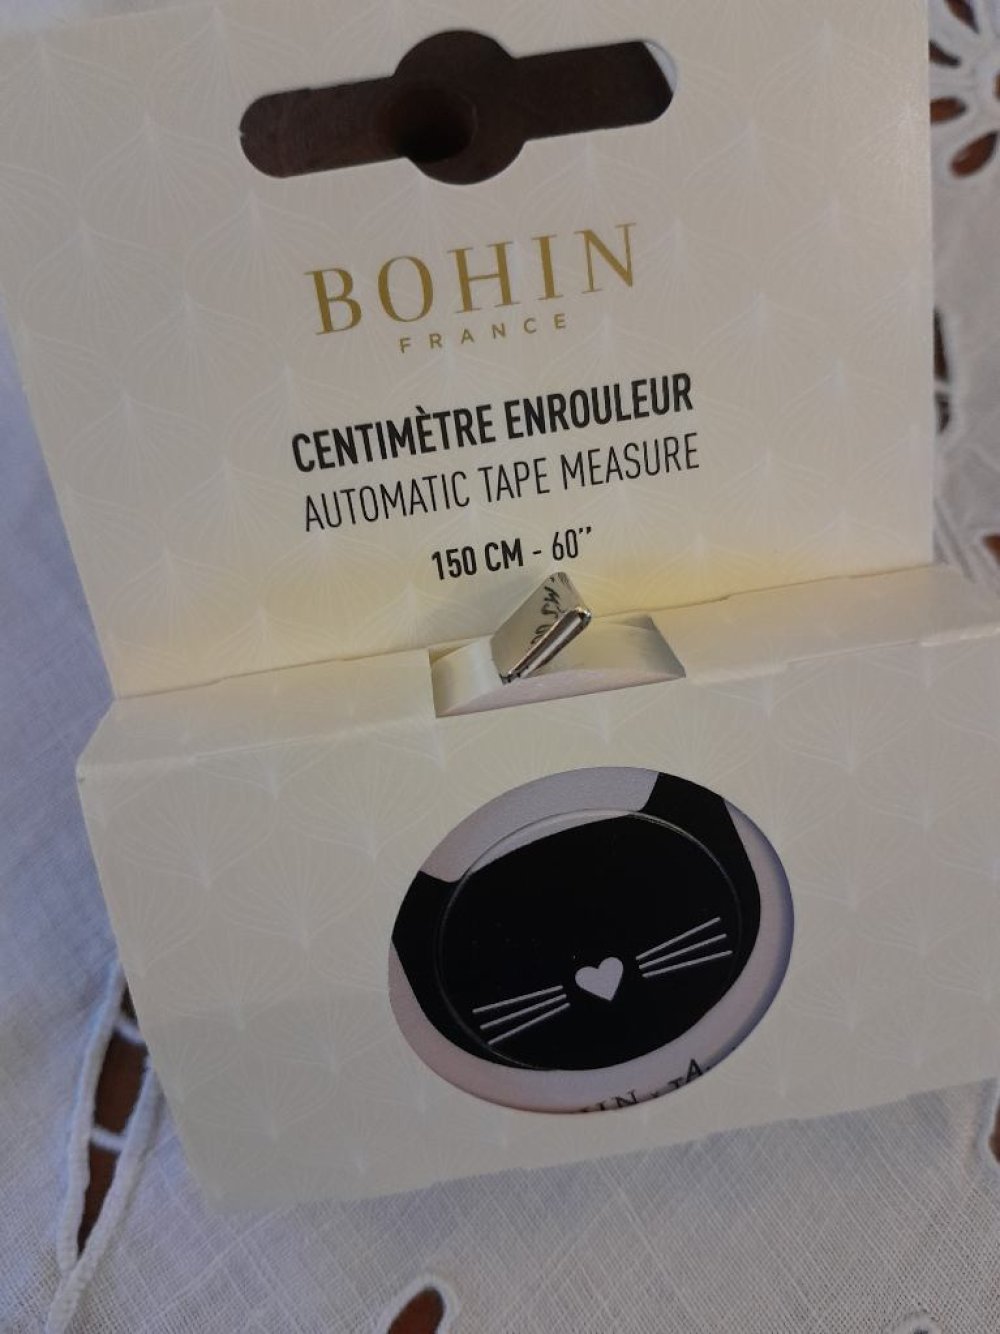 BOHIN
FRANCE
CENTIMÈTRE ENROULEUR
AUTOMATIC TAPE MEASURE
150 CM - 60’’